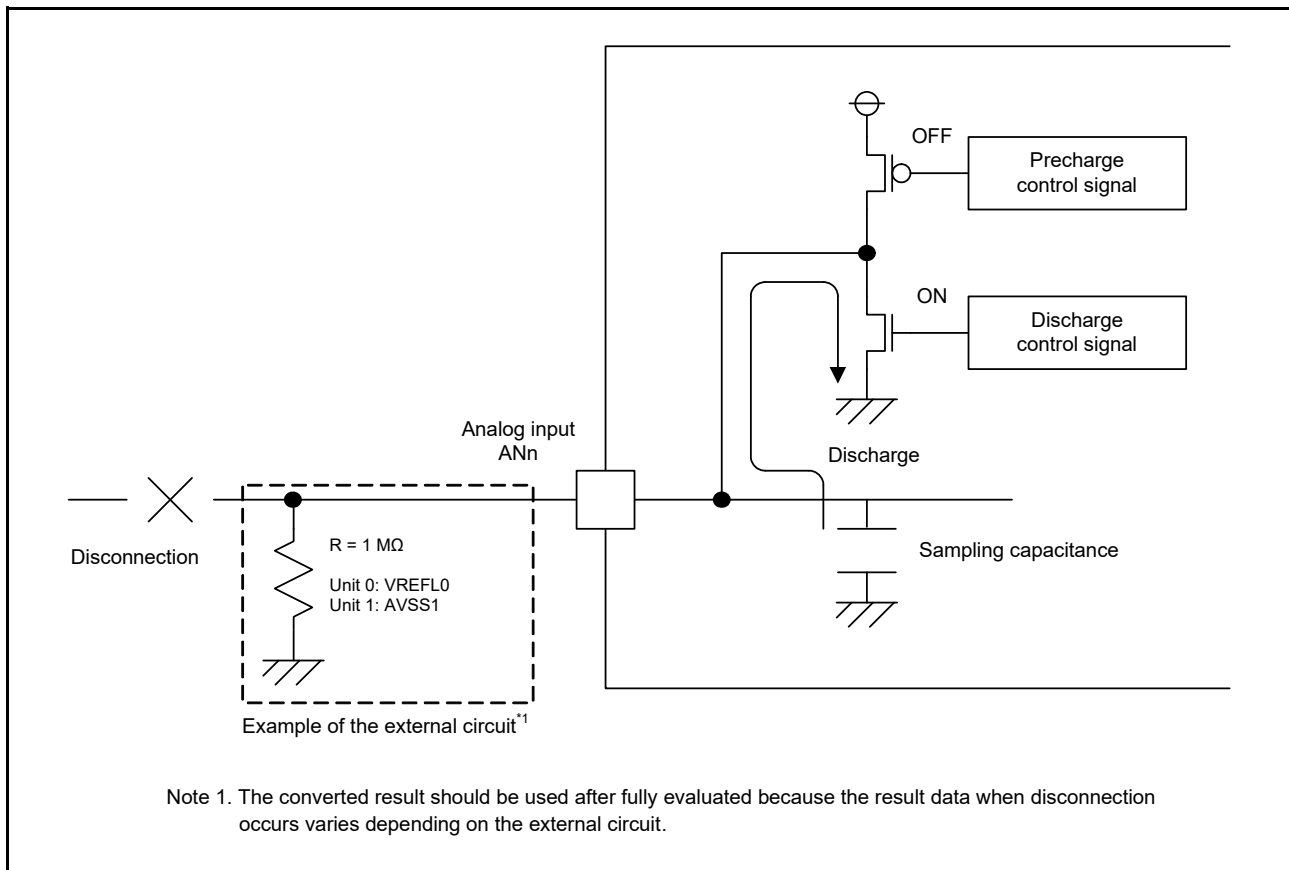 OFF
Precharge
control signal
ON
Discharge
control signal
Analog input
ANn
Discharge
Disconnection
R = 1 MΩ
Unit 0: VREFL0
Unit 1: AVSS1
Sampling capacitance
Example of the external circuit*1
Note 1. The converted result should be used after fully evaluated because the result data when disconnection
occurs varies depending on the external circuit.